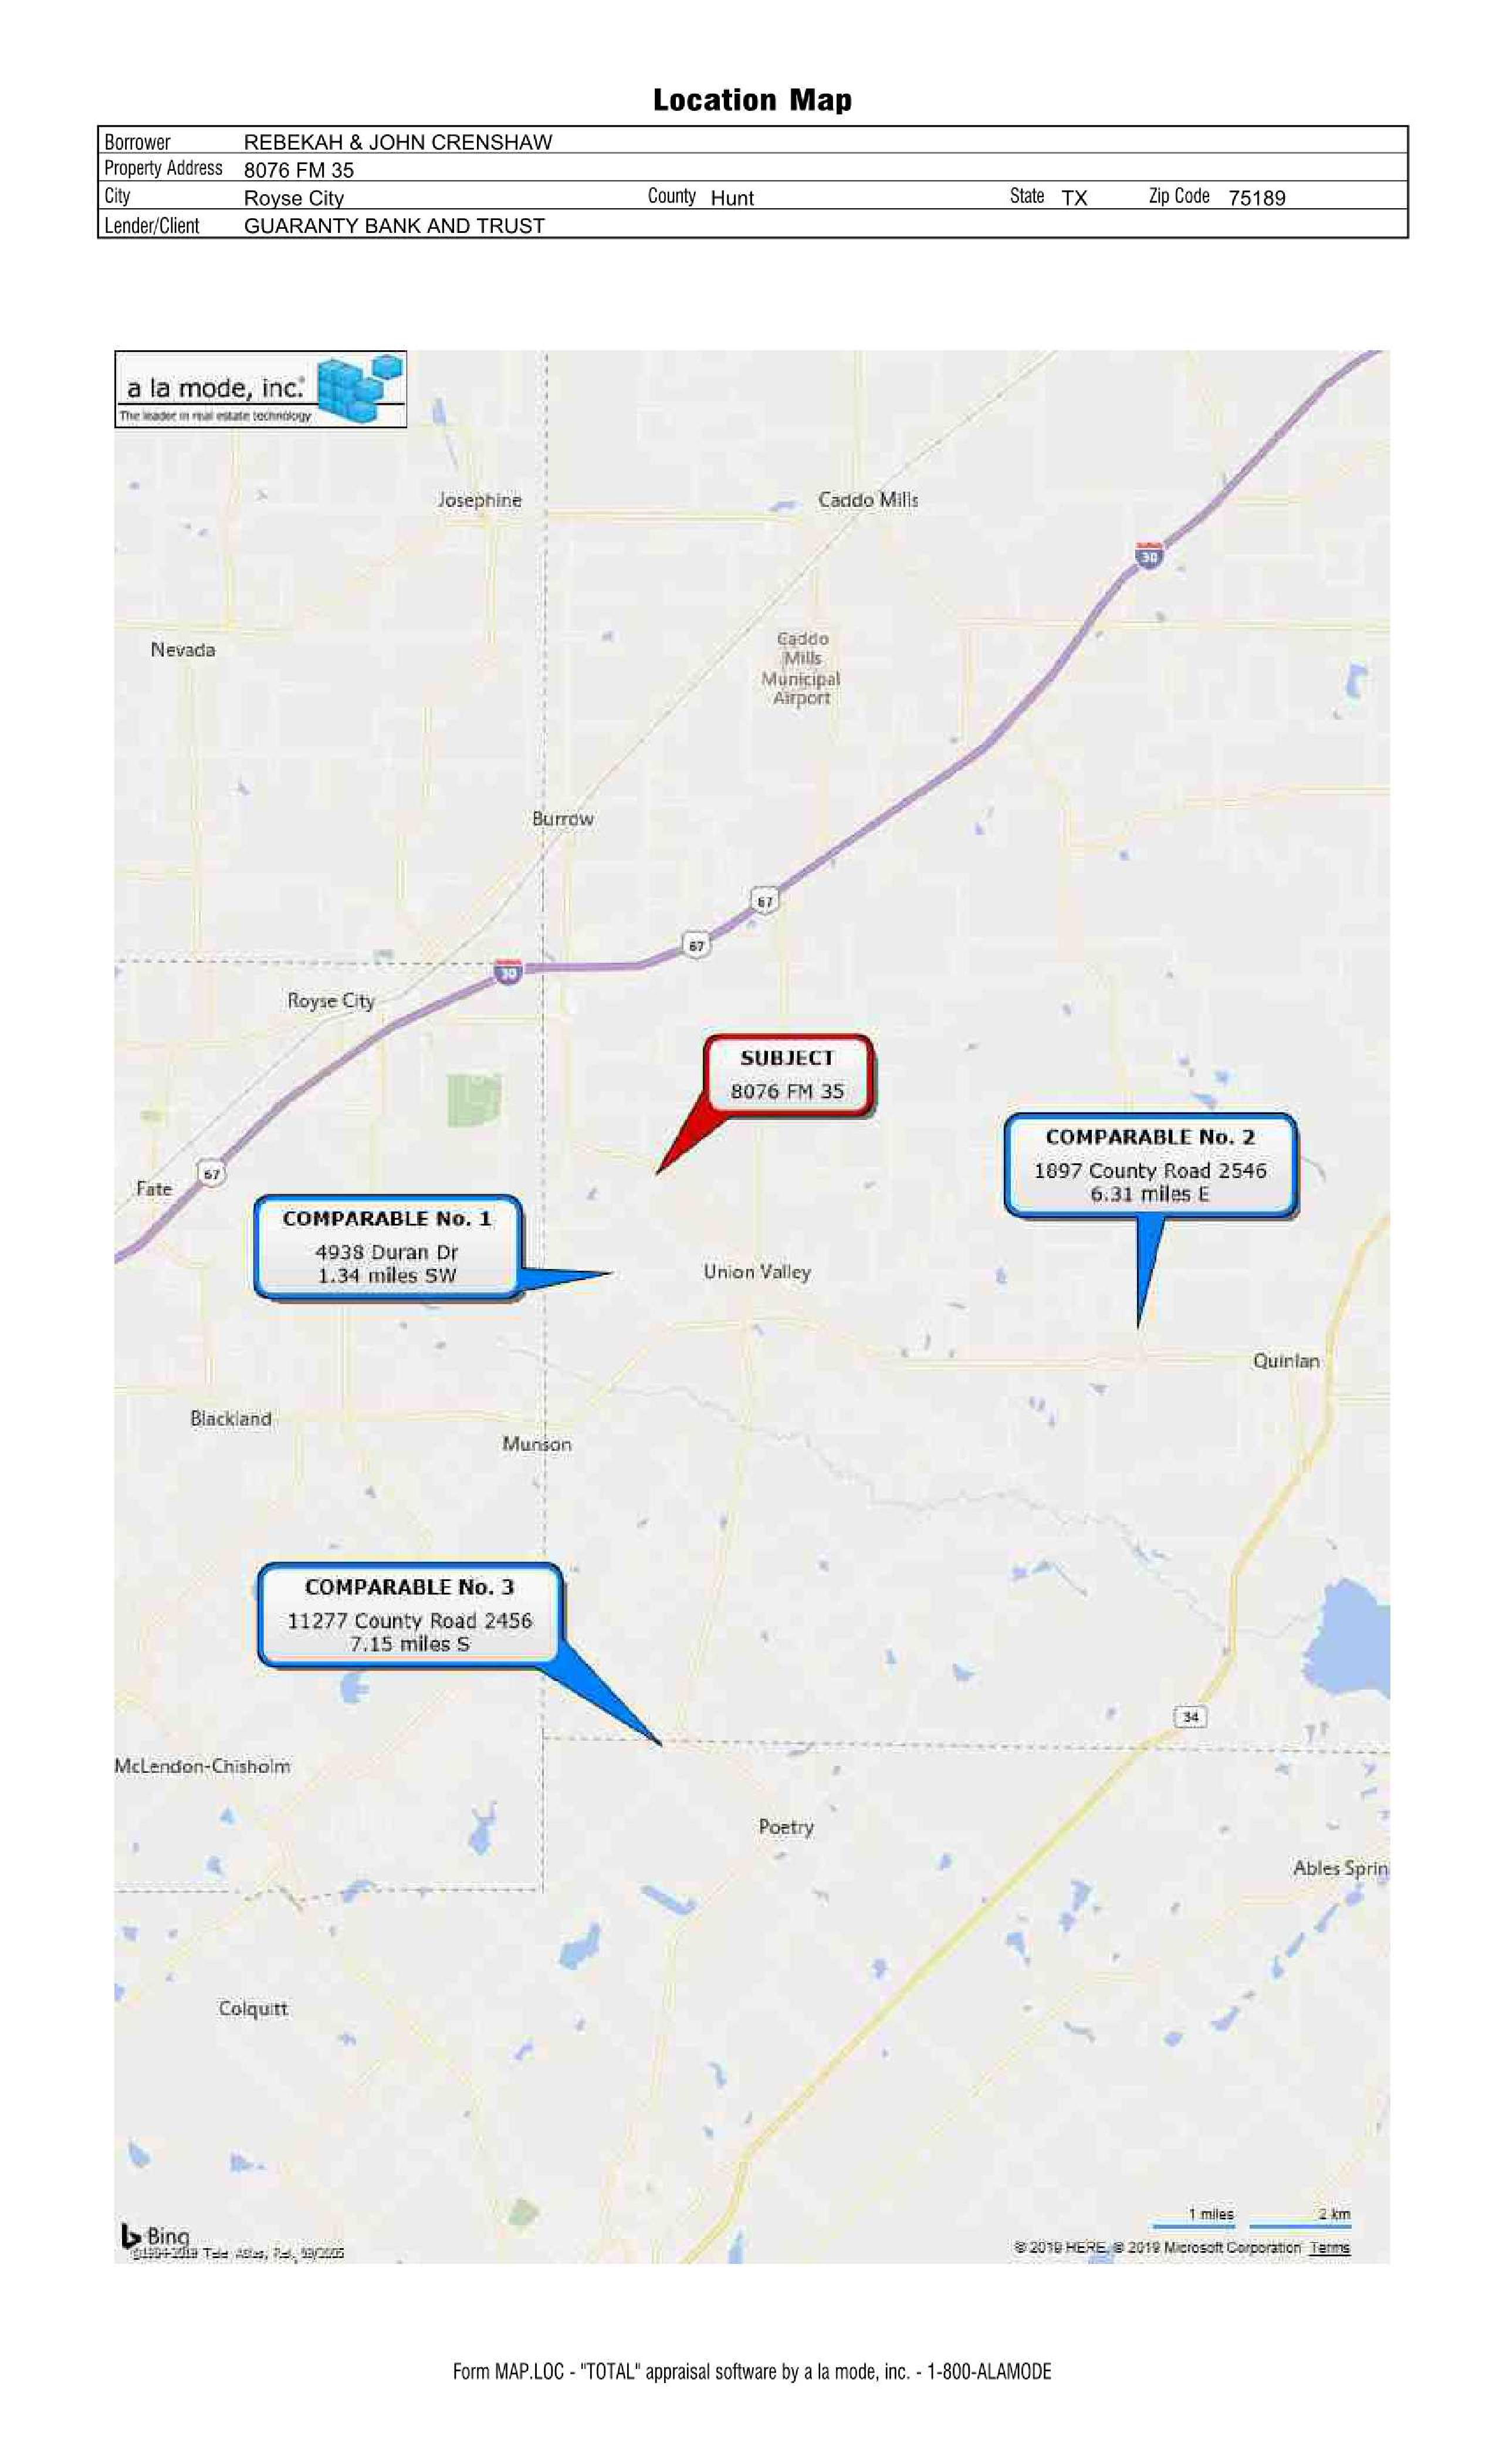 Location Map
Borrower REBEKAH & JOHN CRENSHAW
Property Address 8076 FM 35
City Royse City County Hunt State TX Zip Code 75189
Lender/Client GUARANTY BANK AND TRUST
a la mode, inc.
The leader in real estate technology
Josephine
Caddo Mills
30
Nevada
Caddo
Mills
Municipal
Airport
Burrow
67
67
30
Royse City
SUBJECT
8076 FM 35
COMPARABLE No. 2
1897 County Road 2546
6.31 miles E
67
Fate
COMPARABLE No. 1
4938 Duran Dr
1.34 miles SW
Union Valley
Quinlan
Blackland
Munson
COMPARABLE No. 3
11277 County Road 2456
7.15 miles S
34
McLendon-Chisholm
Poetry
Ables Sprin
Colquitt
1 miles 2 km
Bing
© 2019 HERE, © 2019 Microsoft Corporation Terms
Form MAP.LOC - "TOTAL" appraisal software by a la mode, inc. - 1-800-ALAMODE